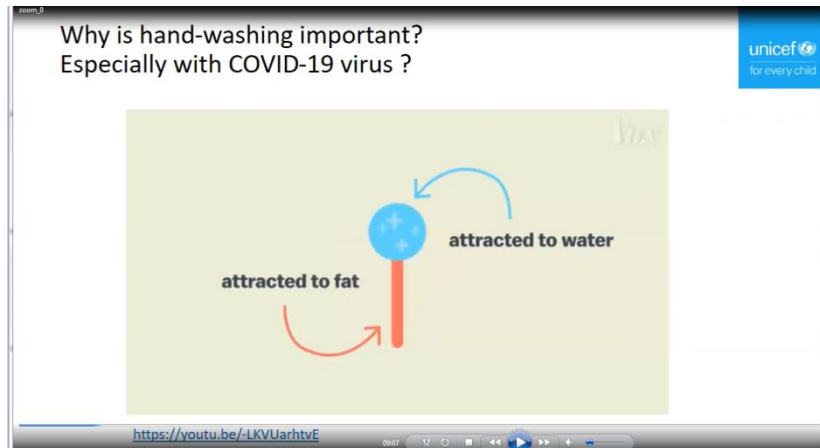 zoom_0
Why is hand-washing important?
Especially with COVID-19 virus ?
unicef
for every child
Vox
attracted to water
attracted to fat
https://youtu.be/-LKVUarhtvE
09:07